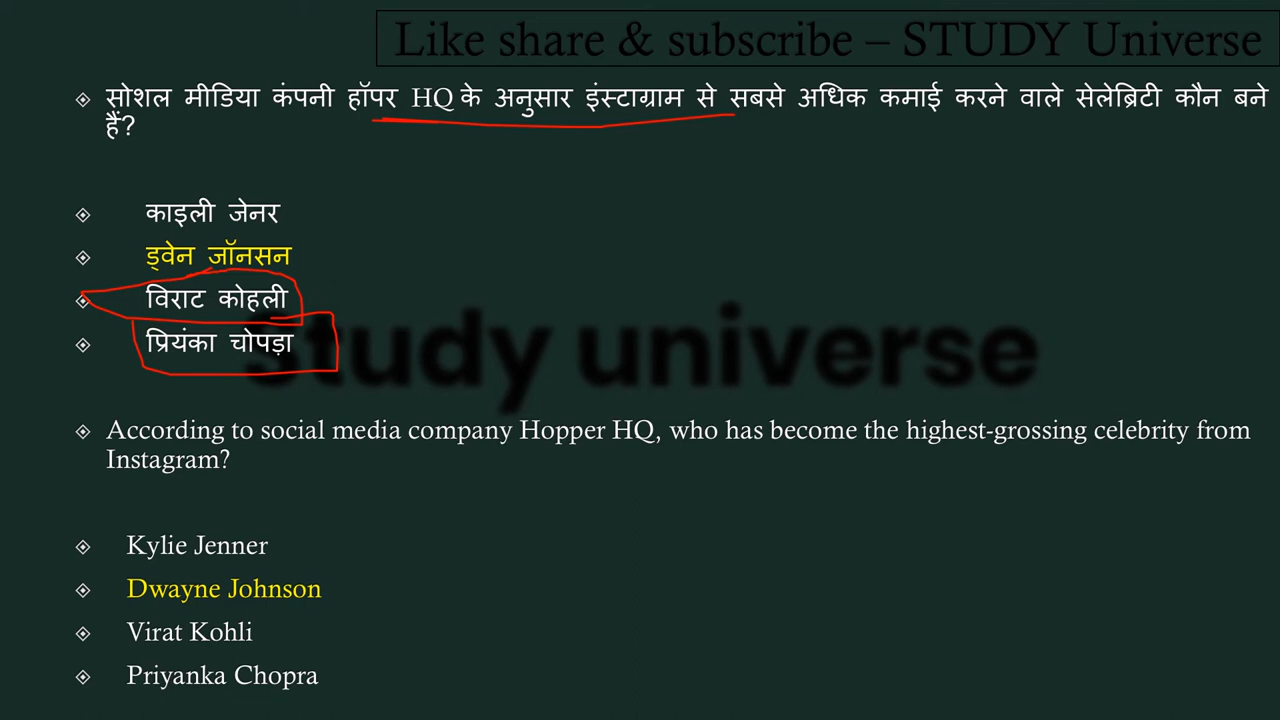 Like share & subscribe – STUDY Universe
सोशल मीडिया कंपनी हॉपर HQ के अनुसार इंस्टाग्राम से सबसे अधिक कमाई करने वाले सेलेब्रिटी कौन बने
हैं?
काइली जेनर
ड्वेन जॉनसन
विराट कोहली
प्रियंका चोपड़ा
Study universe
According to social media company Hopper HQ, who has become the highest-grossing celebrity from
Instagram?
Kylie Jenner
Dwayne Johnson
Virat Kohli
Priyanka Chopra